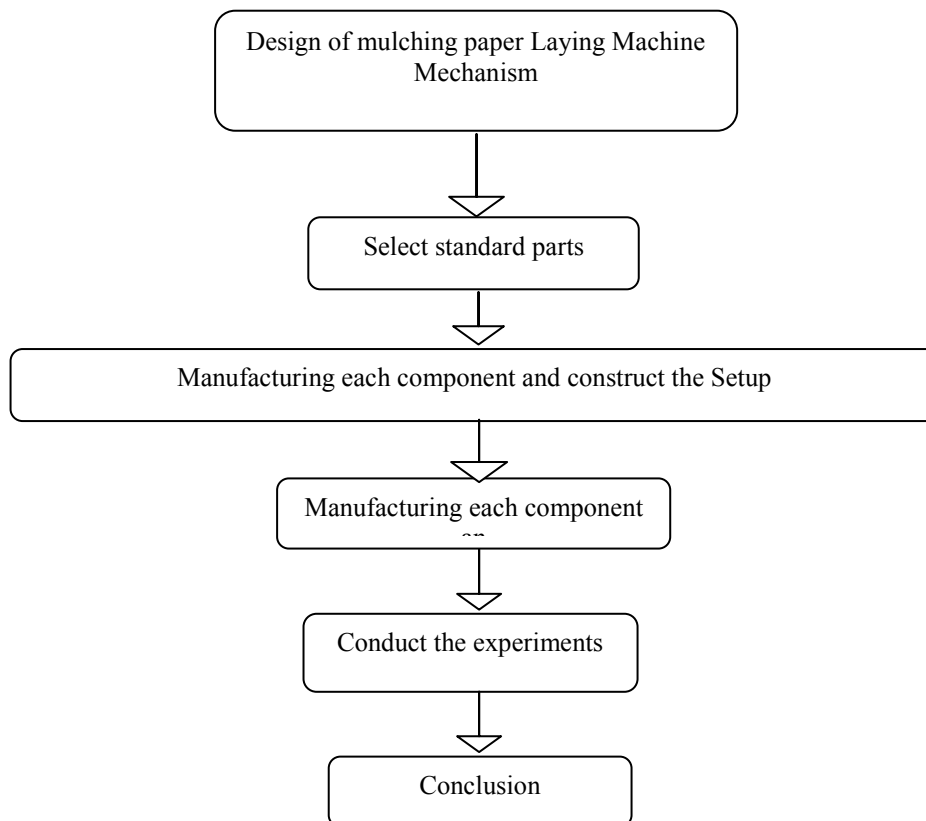 Design of mulching paper Laying Machine
Mechanism
Select standard parts
Manufacturing each component and construct the Setup
Manufacturing each component
Conduct the experiments
Conclusion